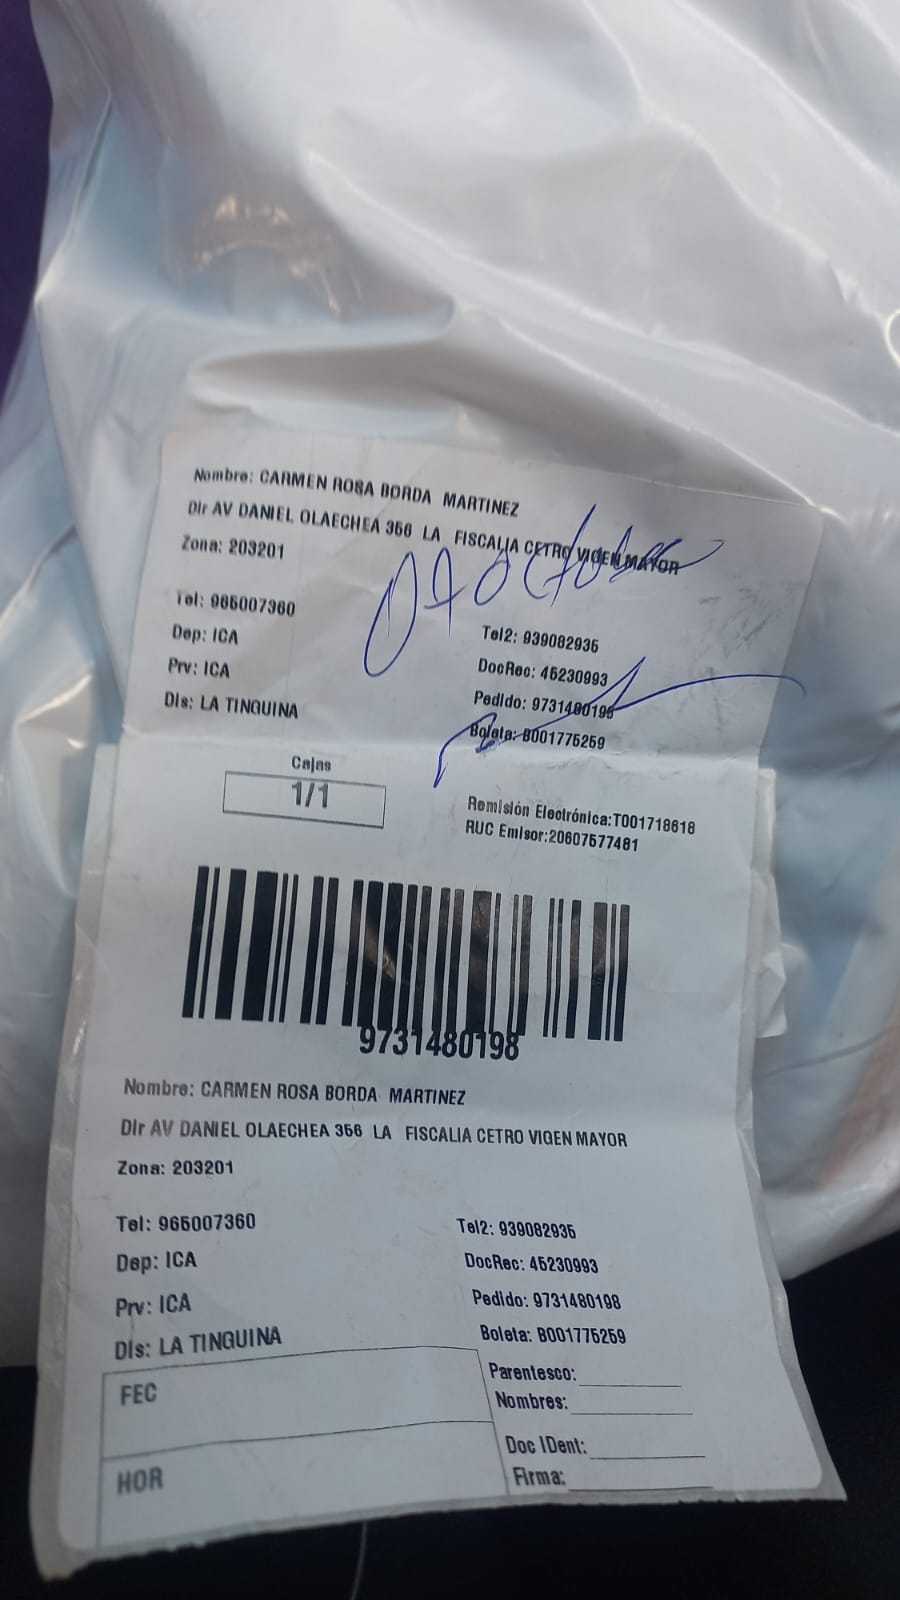 Nombre: CARMEN ROSA BORDA MARTINEZ
Dir AV DANIEL OLAECHEA 356 LA FISCALIA CETRO VIGEN MAYOR
Zona: 203201
07 octubre
Tel: 965007360
Tel2: 939082935
Dep: ICA
DocRec: 45230993
Prv: ICA
Pedido: 9731480198
Dis: LA TINGUINA
Boleta: B001775259
Cajas
1/1
Remisión Electrónica:T001718618
RUC Emisor:20607577481
9731480198
Nombre: CARMEN ROSA BORDA MARTINEZ
Dir AV DANIEL OLAECHEA 356 LA FISCALIA CETRO VIGEN MAYOR
Zona: 203201
Tel: 965007360
Tel2: 939082935
Dep: ICA
DocRec: 45230993
Prv: ICA
Pedido: 9731480198
Dis: LA TINGUINA
Boleta: B001775259
FEC
Parentesco:
Nombres:
HOR
Doc IDent:
Firma: